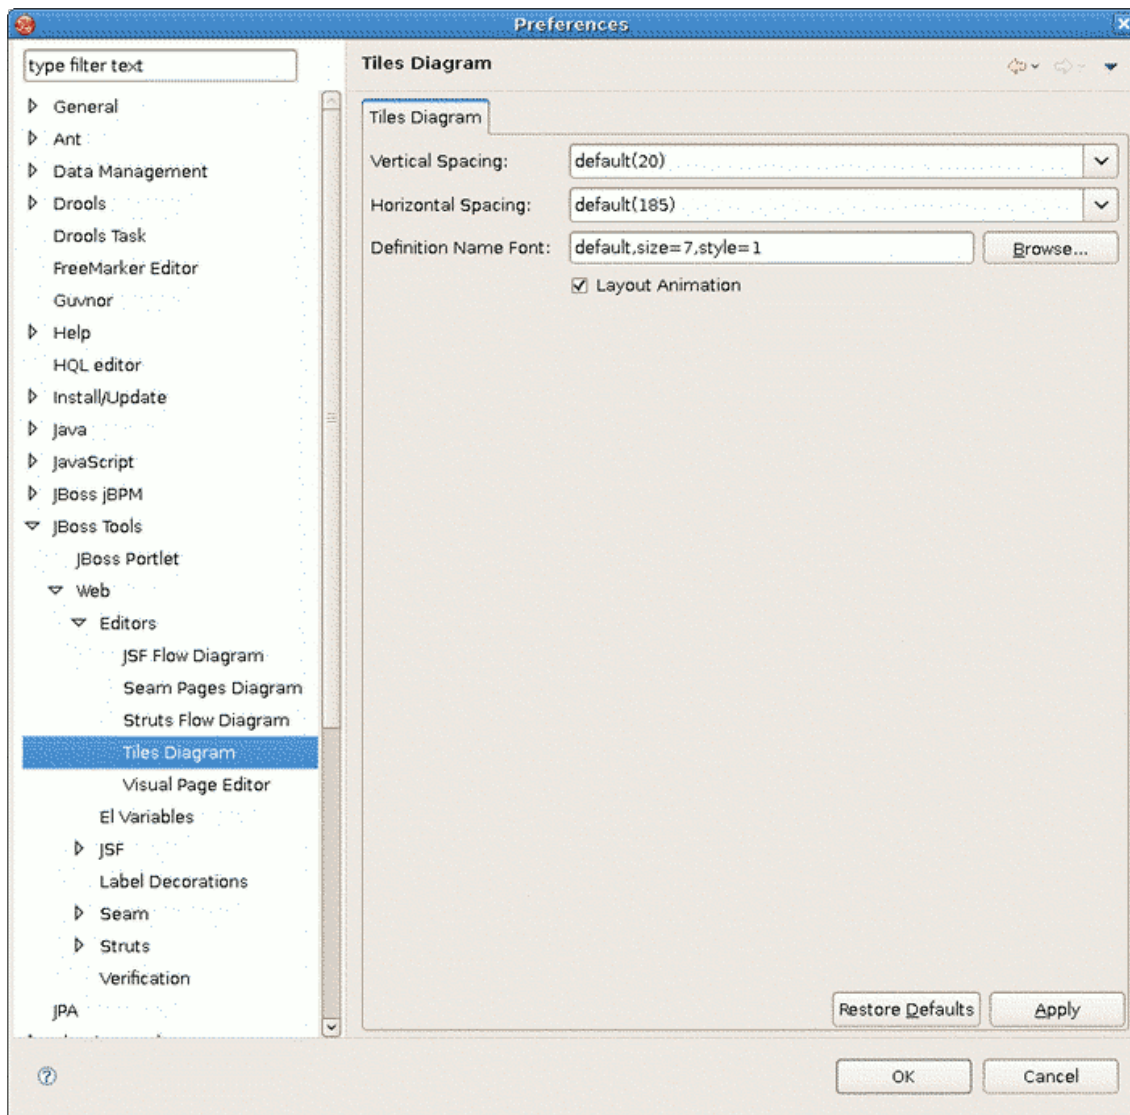 Preferences
type filter text
General
Ant
Data Management
Drools
Drools Task
FreeMarker Editor
Guvnor
Help
HQL editor
Install/Update
Java
JavaScript
JBoss jBPM
JBoss Tools
JBoss Portlet
Web
Editors
JSF Flow Diagram
Seam Pages Diagram
Struts Flow Diagram
Tiles Diagram
Visual Page Editor
El Variables
JSF
Label Decorations
Seam
Struts
Verification
JPA
Tiles Diagram
Tiles Diagram
Vertical Spacing: default(20)
Horizontal Spacing: default(185)
Definition Name Font: default,size=7,style=1 Browse...
Layout Animation
Restore Defaults Apply
OK Cancel